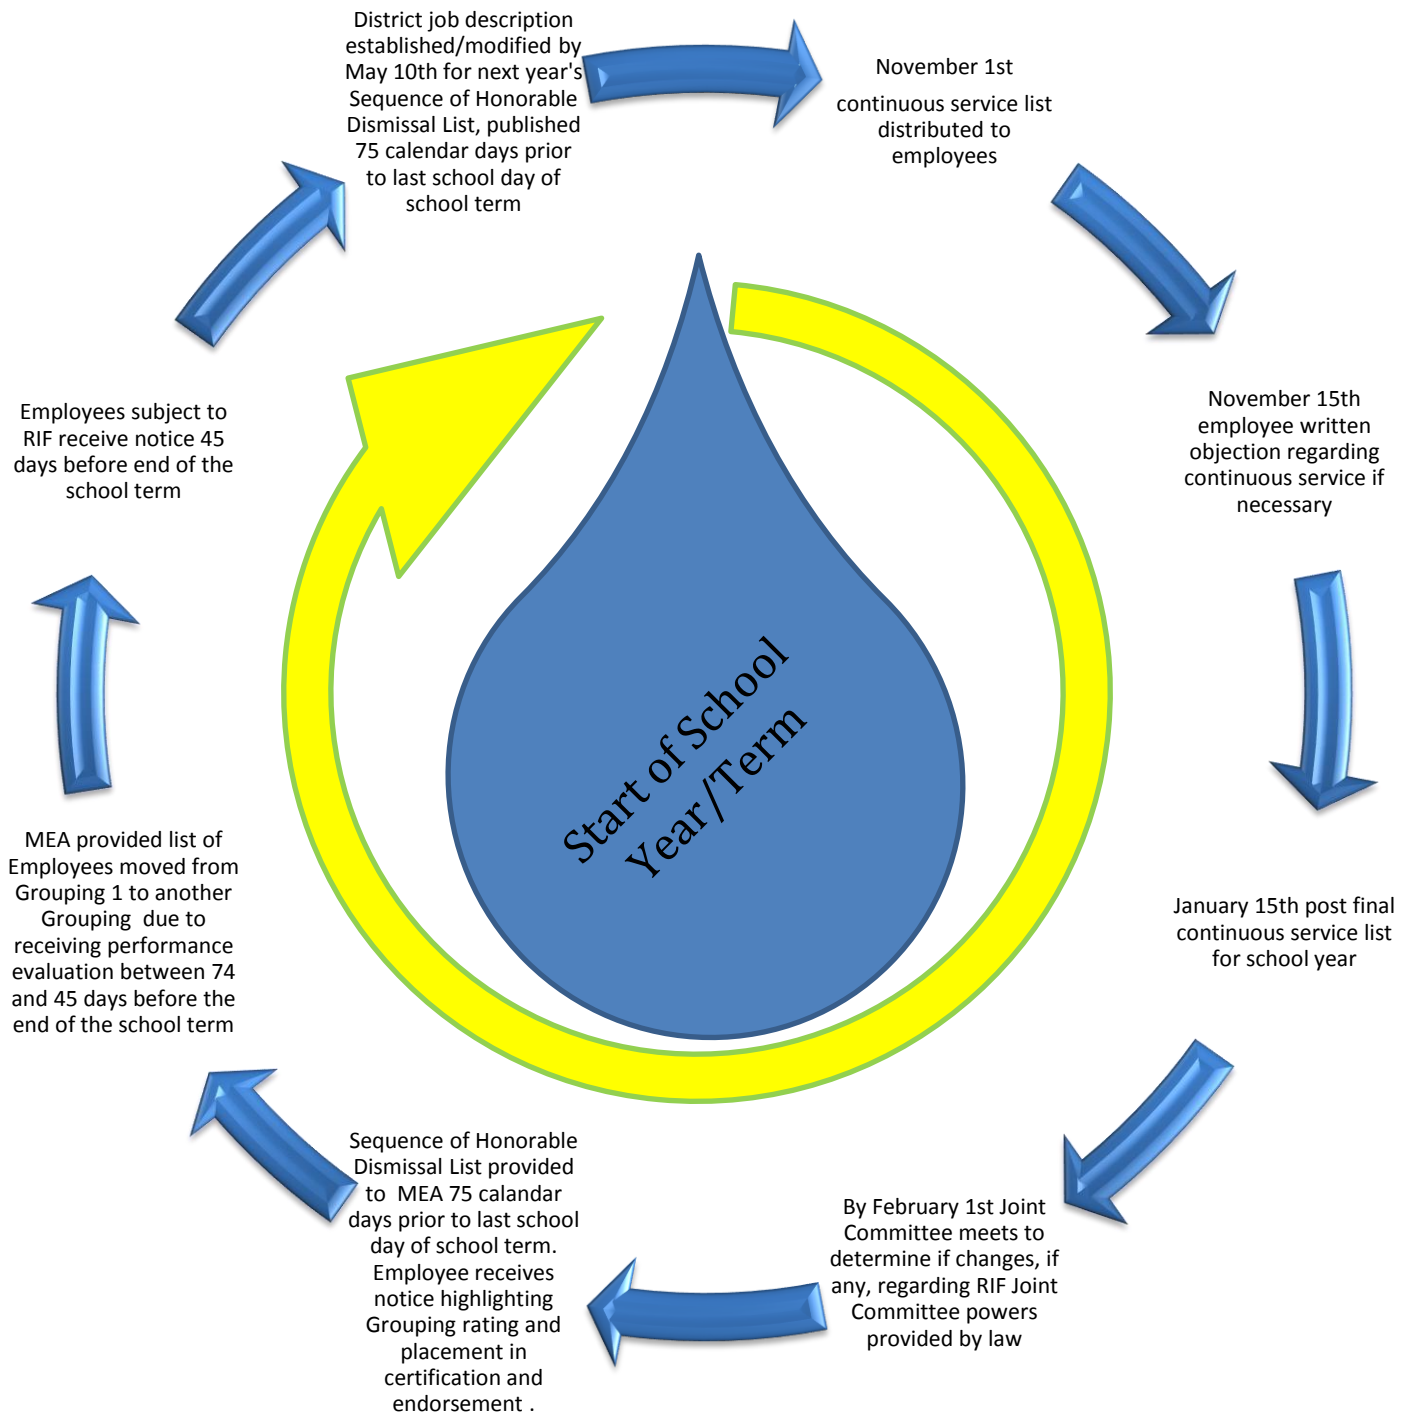 District job description
established/modified by
May 10th for next year's
Sequence of Honorable
Dismissal List, published
75 calendar days prior
to last school day of
school term
November 1st
continuous service list
distributed to
employees
November 15th
employee written
objection regarding
continuous service if
necessary
January 15th post final
continuous service list
for school year
By February 1st Joint
Committee meets to
determine if changes, if
any, regarding RIF Joint
Committee powers
provided by law
Sequence of Honorable
Dismissal List provided
to MEA 75 calandar
days prior to last school
day of school term.
Employee receives
notice highlighting
Grouping rating and
placement in
certification and
endorsement .
MEA provided list of
Employees moved from
Grouping 1 to another
Grouping due to
receiving performance
evaluation between 74
and 45 days before the
end of the school term
Employees subject to
RIF receive notice 45
days before end of the
school term
Start of School
Year/Term